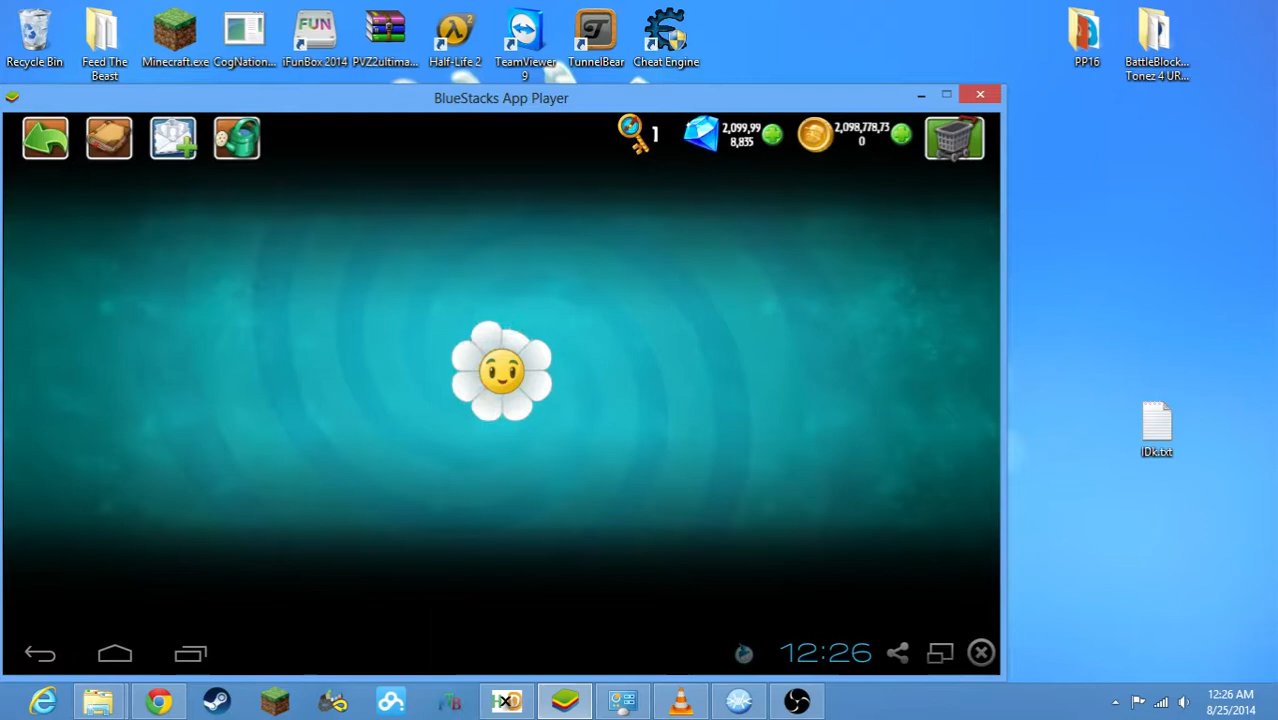 FUN
2
Recycle Bin
Feed The
Beast
Minecraft.exe
CogNation...
iFunBox 2014
PVZ2ultima...
Half-Life 2
TeamViewer
9
TunnelBear
Cheat Engine
PP16
BattleBlock...
Tonez 4 UR...
BlueStacks App Player
1
2,099,99
8,835
2,098,778,73
0
IDk.txt
12:26
12:26 AM
8/25/2014